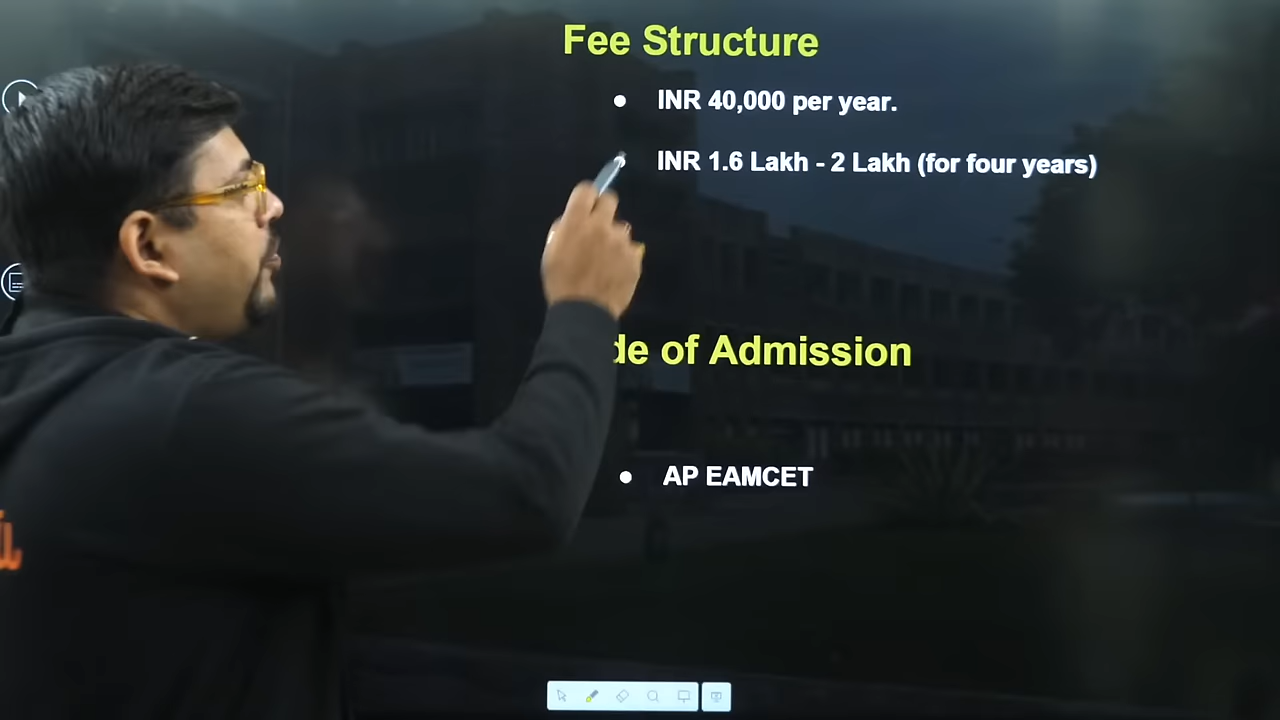 Fee Structure
INR 40,000 per year.
INR 1.6 Lakh - 2 Lakh (for four years)
de of Admission
AP EAMCET